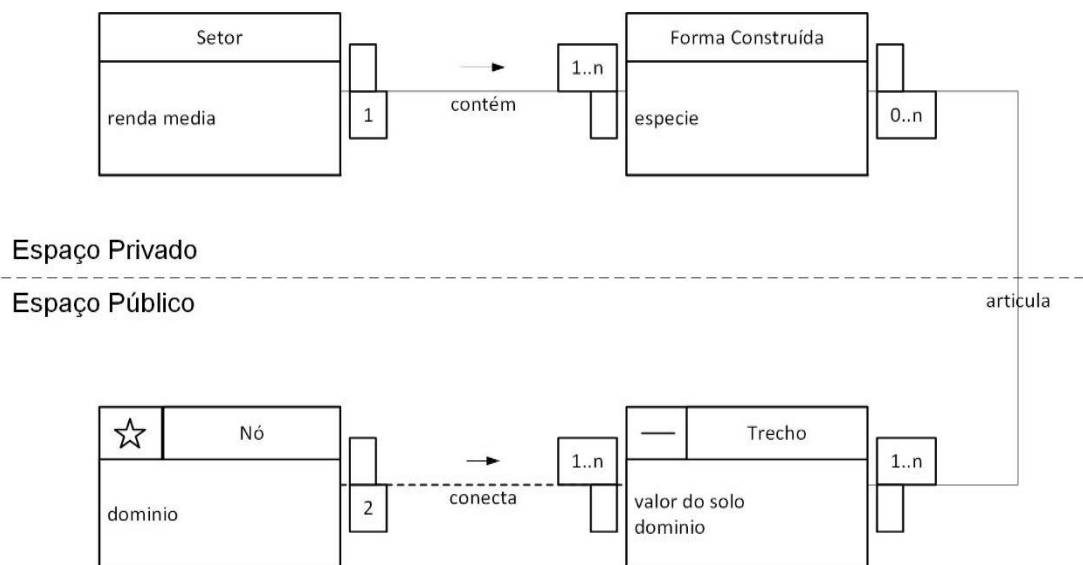 Setor
Forma Construída
1..n
contém
renda media
1
especie
0..n
Espaço Privado
Espaço Público
articula
Nó
Trecho
1..n
1..n
conecta
dominio
2
valor do solo
dominio